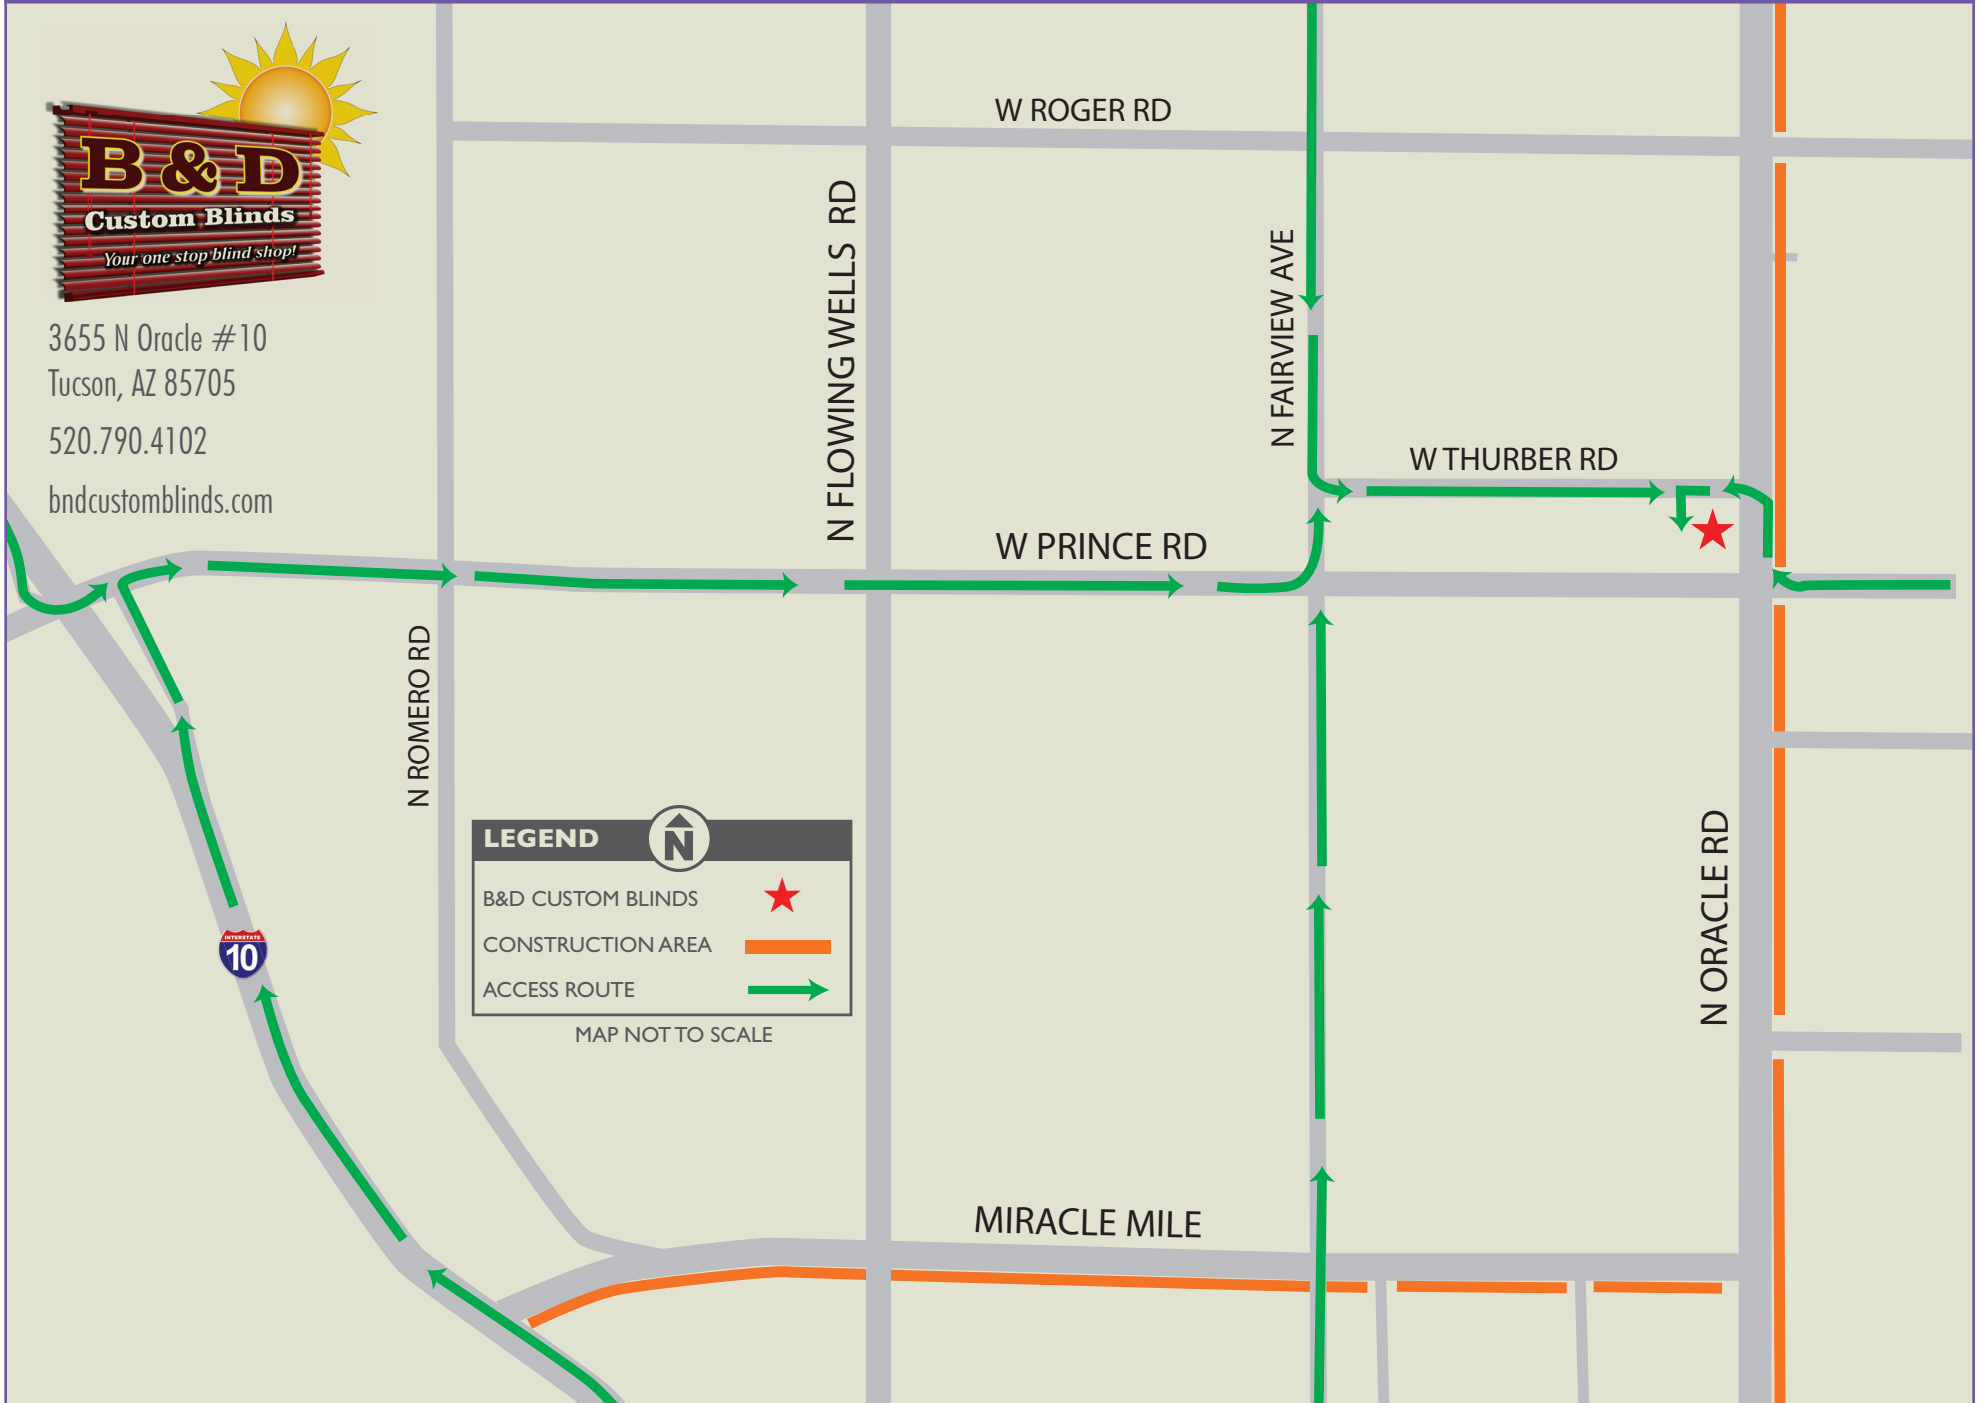 B & D
Custom Blinds
Your one stop blind shop!
3655 N Oracle #10
Tucson, AZ 85705
520.790.4102
bndcustomblinds.com
W ROGER RD
N FLOWING WELLS RD
N FAIRVIEW AVE
W THURBER RD
W PRINCE RD
N ROMERO RD
N ORACLE RD
INTERSTATE
10
LEGEND
N
B&D CUSTOM BLINDS
CONSTRUCTION AREA
ACCESS ROUTE
MAP NOT TO SCALE
MIRACLE MILE